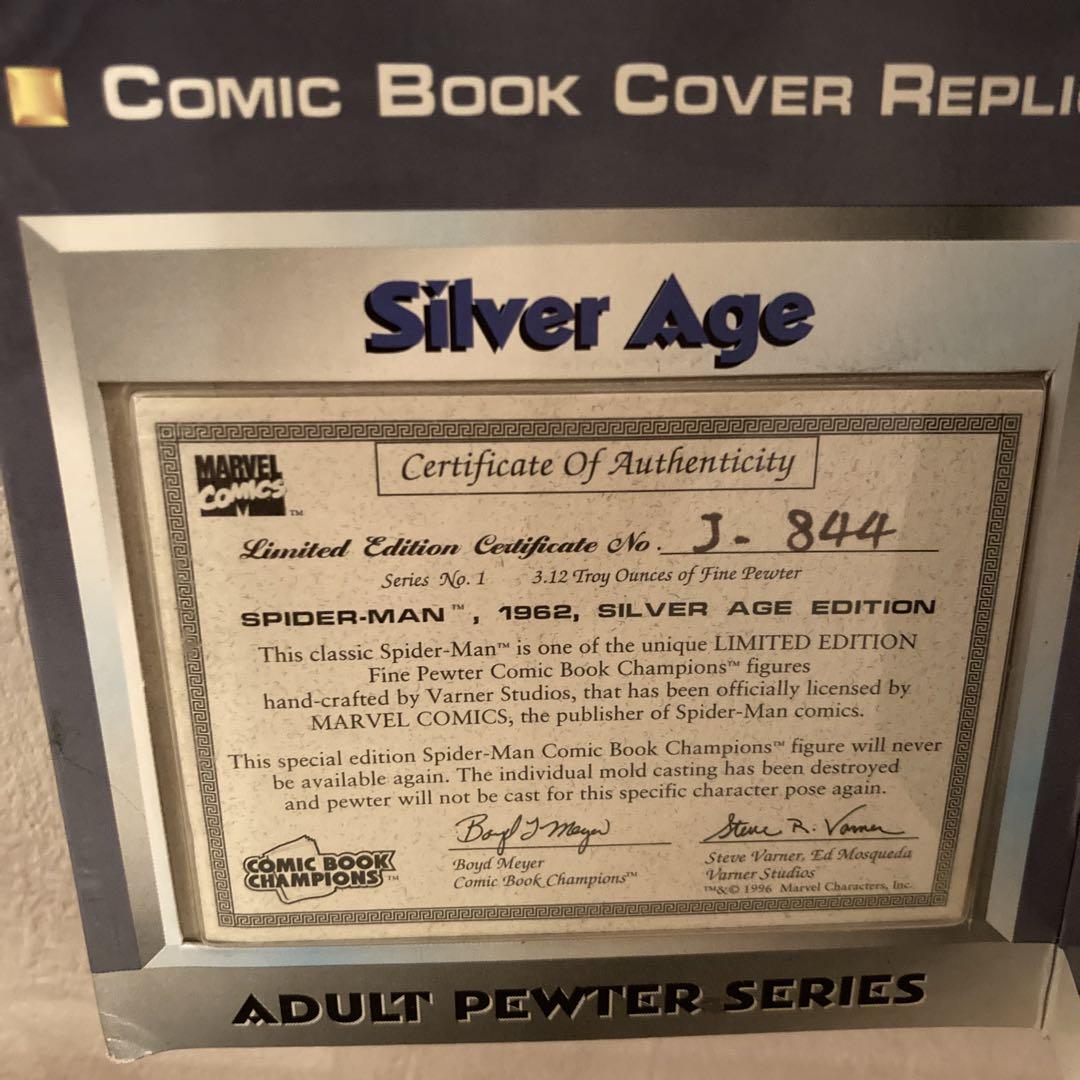 COMIC BOOK COVER REPLI
Silver Age
MARVEL
COMICS™
Certificate Of Authenticity
Limited Edition Certificate No. J- 844
Series No. 1 3.12 Troy Ounces of Fine Pewter
SPIDER-MAN™, 1962, SILVER AGE EDITION
This classic Spider-Man™ is one of the unique LIMITED EDITION
Fine Pewter Comic Book Champions™ figures
hand-crafted by Varner Studios, that has been officially licensed by
MARVEL COMICS, the publisher of Spider-Man comics.
This special edition Spider-Man Comic Book Champions™ figure will never
be available again. The individual mold casting has been destroyed
and pewter will not be cast for this specific character pose again.
Boyd J Meyer
Steve R. Varner
COMIC BOOK
CHAMPIONS™
Boyd Meyer
Comic Book Champions™
Steve Varner, Ed Mosqueda
Varner Studios
™&© 1996 Marvel Characters, Inc.
ADULT PEWTER SERIES